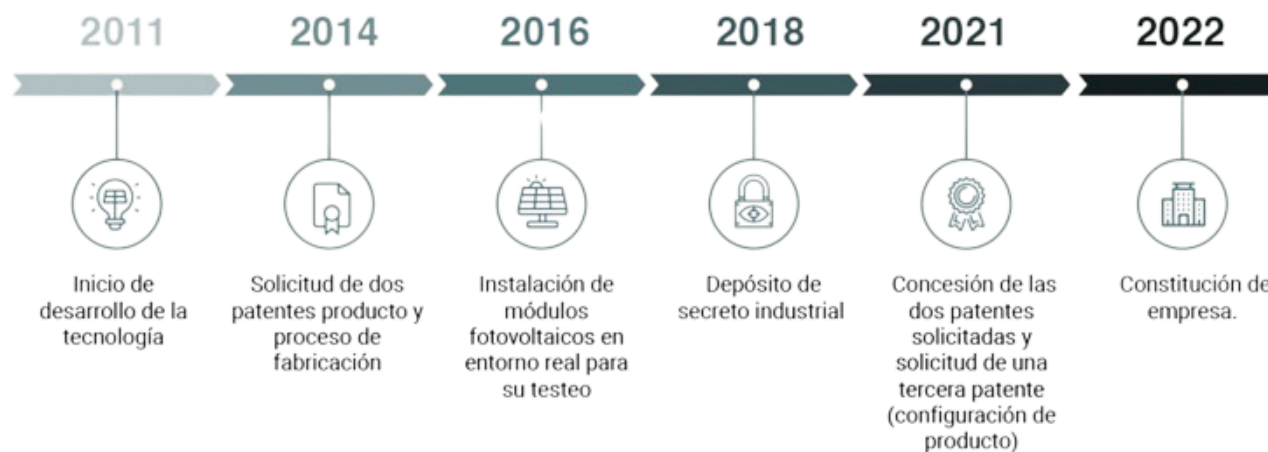 2011
2014
2016
2018
2021
2022
Inicio de
desarrollo de la
tecnología
Solicitud de dos
patentes producto y
proceso de
fabricación
Instalación de
módulos
fotovoltaicos en
entorno real para
su testeo
Depósito de
secreto industrial
Concesión de las
dos patentes
solicitadas y
solicitud de una
tercera patente
(configuración de
producto)
Constitución de
empresa.